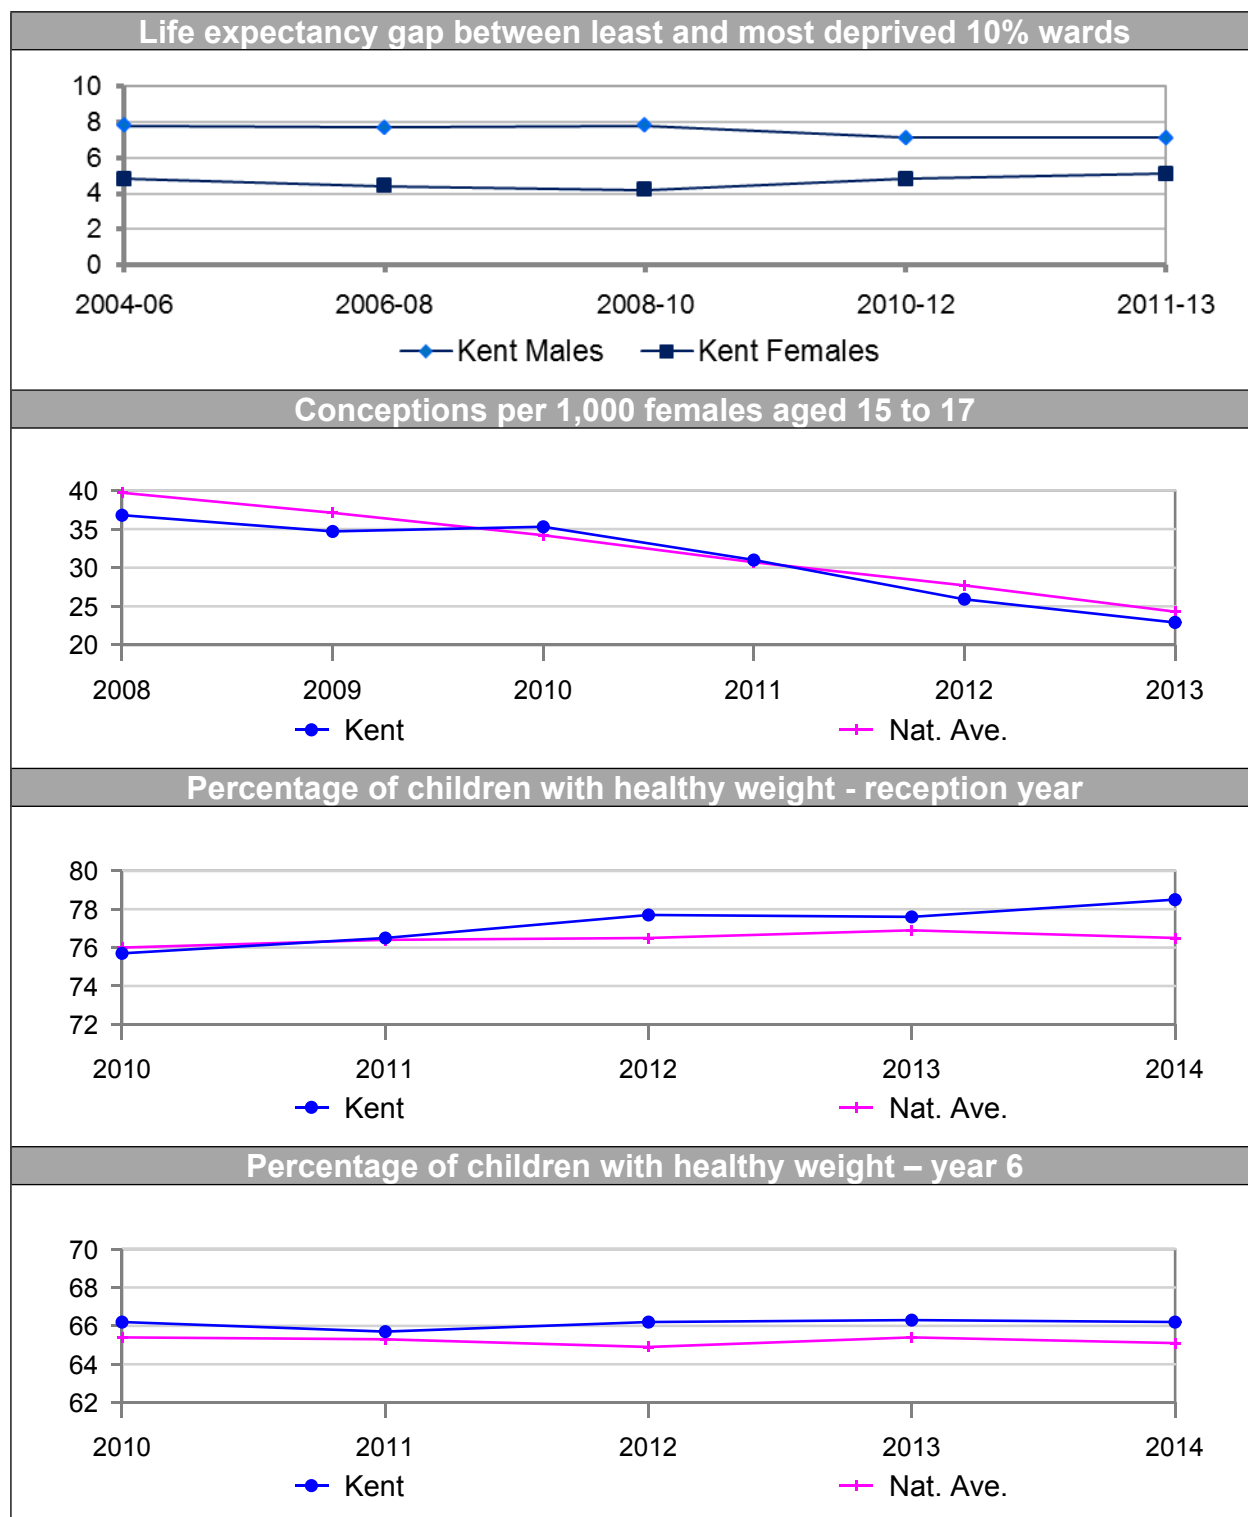 Life expectancy gap between least and most deprived 10% wards
10
8
6
4
2
0
2004-06 2006-08 2008-10 2010-12 2011-13
Kent Males Kent Females
Conceptions per 1,000 females aged 15 to 17
40
35
30
25
20
2008 2009 2010 2011 2012 2013
Kent Nat. Ave.
Percentage of children with healthy weight - reception year
80
78
76
74
72
2010 2011 2012 2013 2014
Kent Nat. Ave.
Percentage of children with healthy weight – year 6
70
68
66
64
62
2010 2011 2012 2013 2014
Kent Nat. Ave.